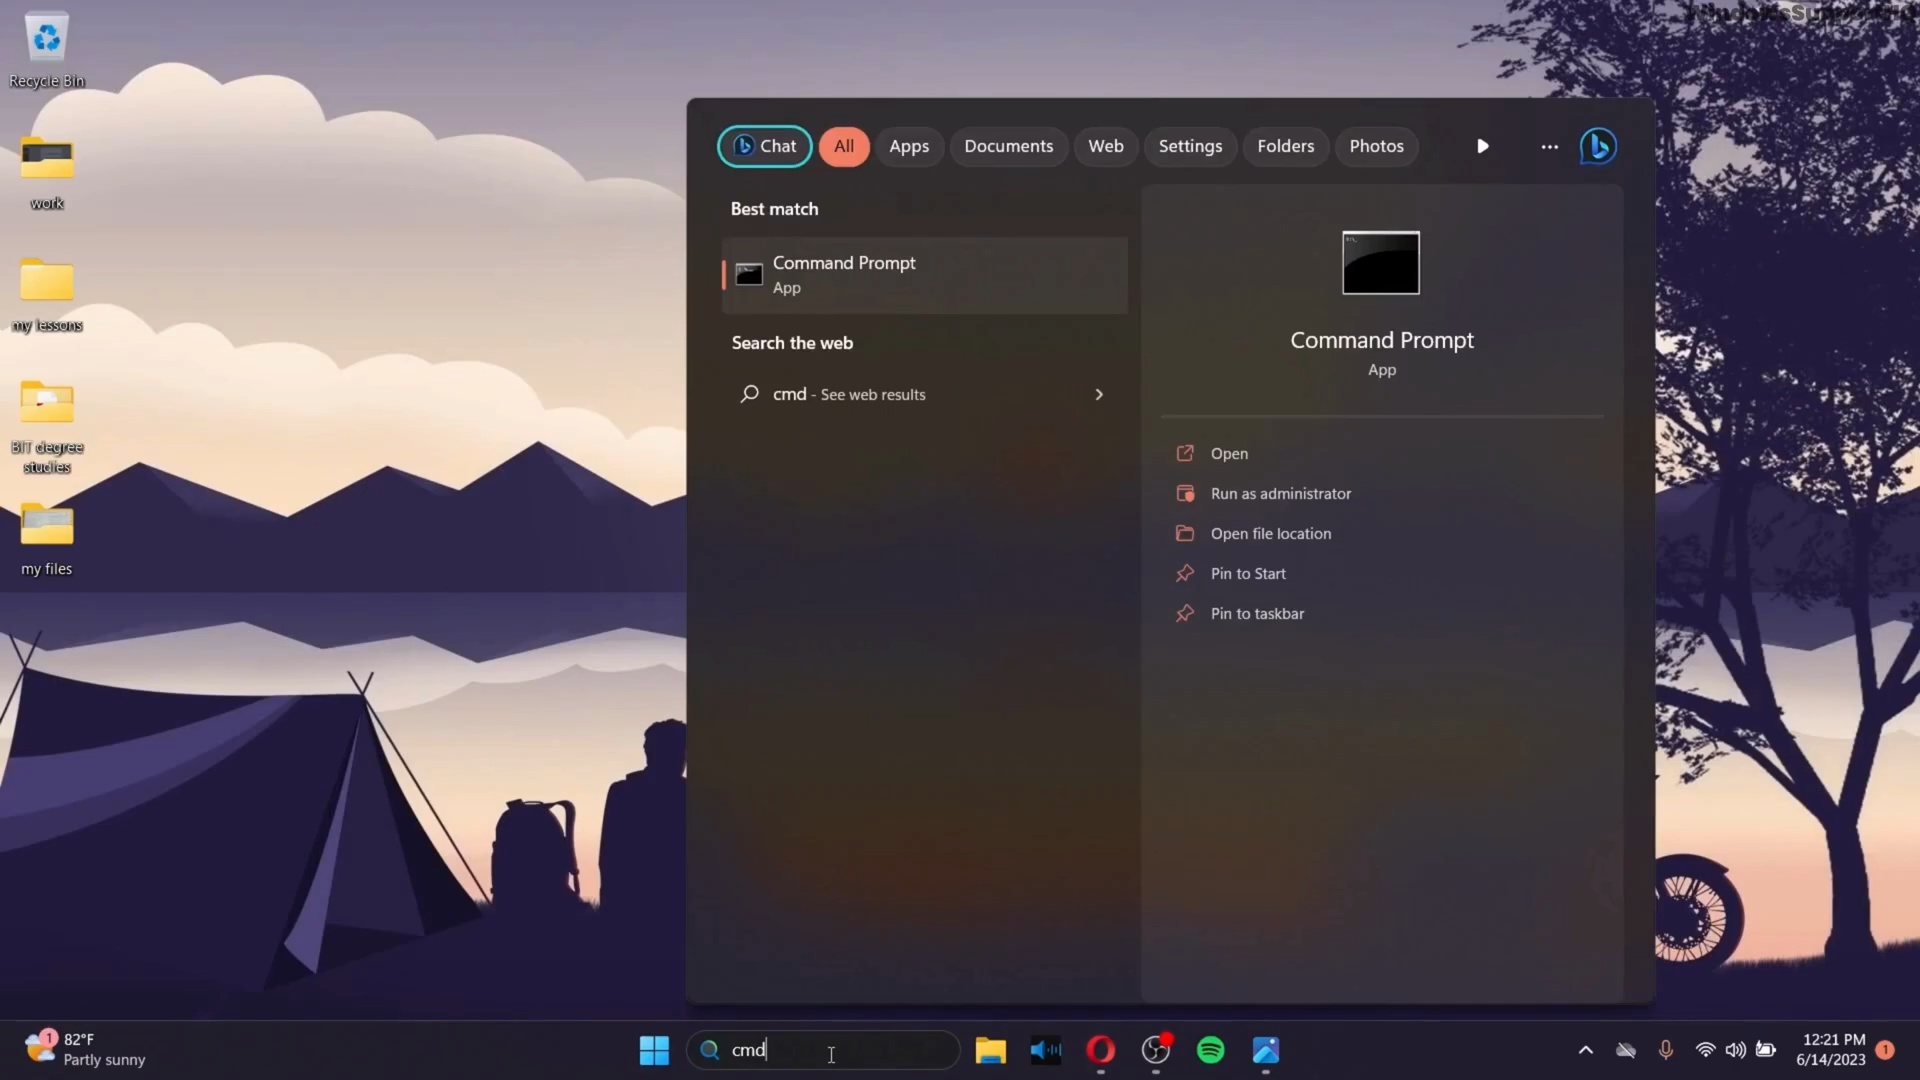 Recycle Bin
work
my lessons
BIT degree
studies
my files
Chat
All
Apps
Documents
Web
Settings
Folders
Photos
Best match
Command Prompt
App
Search the web
cmd - See web results
Command Prompt
App
Open
Run as administrator
Open file location
Pin to Start
Pin to taskbar
1
82°F
Partly sunny
cmd
12:21 PM
6/14/2023
1